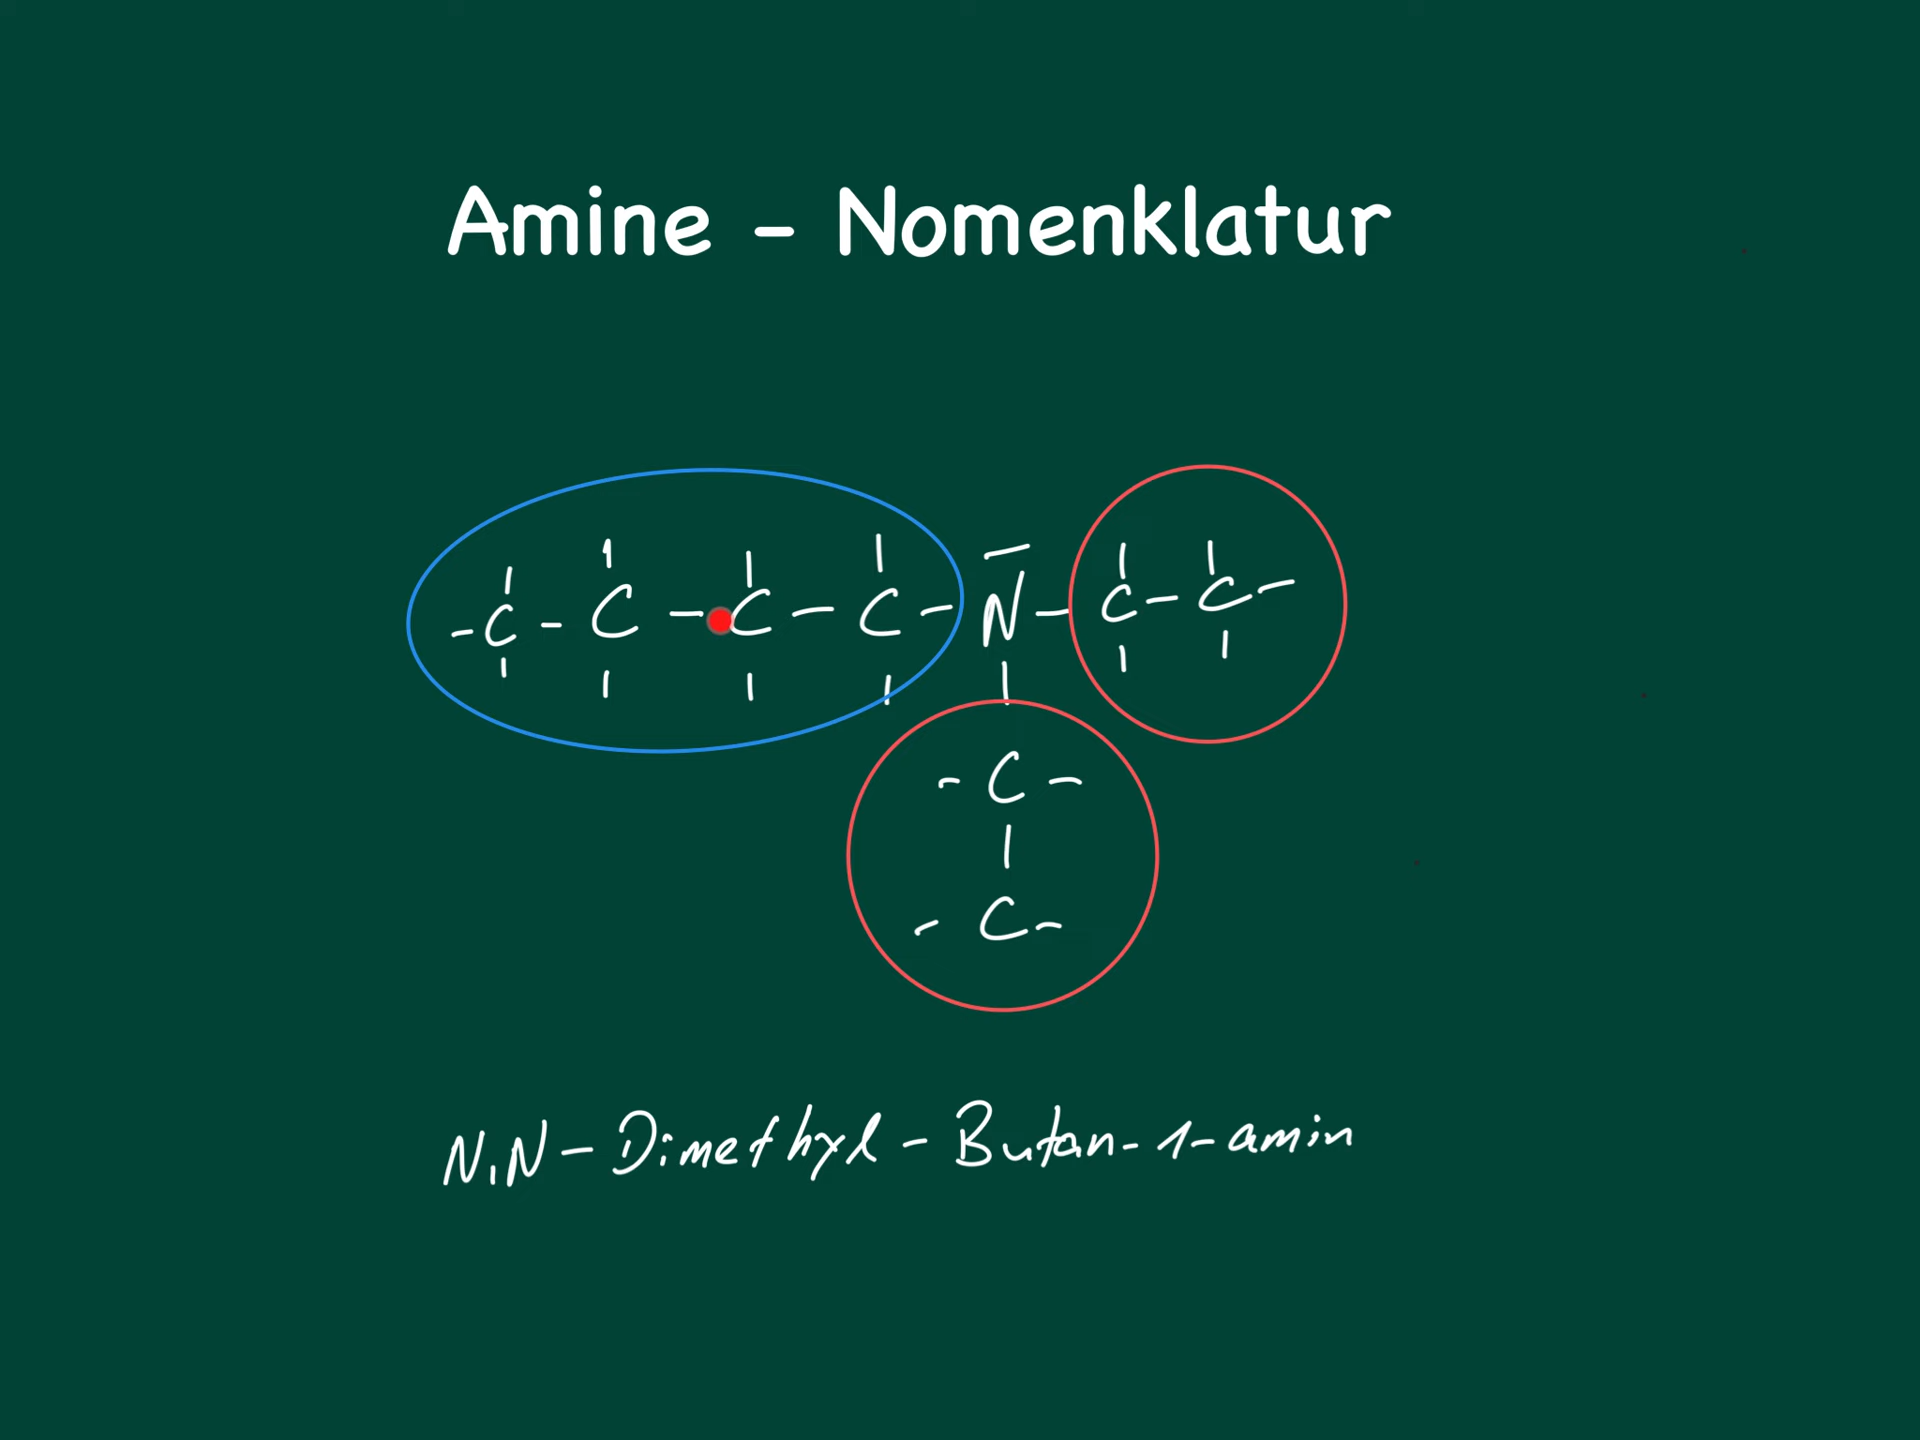 Amine - Nomenklatur
- C - C - C - C - N - C - C -
- C -
- C -
N,N - Dimethyl - Butan - 1 - amin